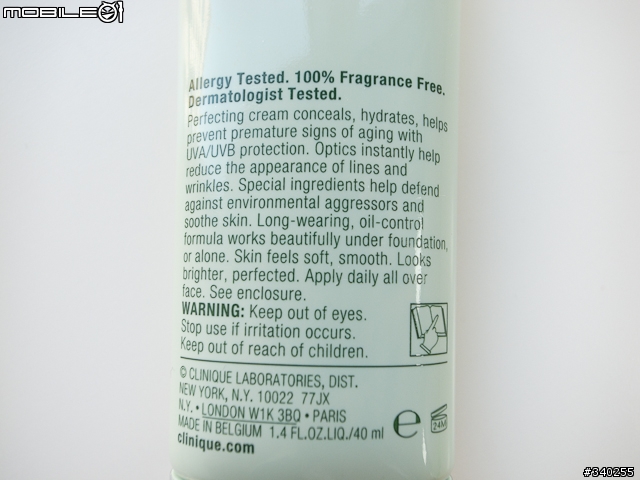 MOBILE01
Allergy Tested. 100% Fragrance Free.
Dermatologist Tested.
Perfecting cream conceals, hydrates, helps
prevent premature signs of aging with
UVA/UVB protection. Optics instantly help
reduce the appearance of lines and
wrinkles. Special ingredients help defend
against environmental aggressors and
soothe skin. Long-wearing, oil-control
formula works beautifully under foundation,
or alone. Skin feels soft, smooth. Looks
brighter, perfected. Apply daily all over
face. See enclosure.
WARNING: Keep out of eyes.
Stop use if irritation occurs.
Keep out of reach of children.
© CLINIQUE LABORATORIES, DIST.
NEW YORK, N.Y. 10022 77JX
N.Y. • LONDON W1K 3BQ • PARIS
MADE IN BELGIUM 1.4 FL.OZ.LIQ./40 ml e 24M
clinique.com
#340255